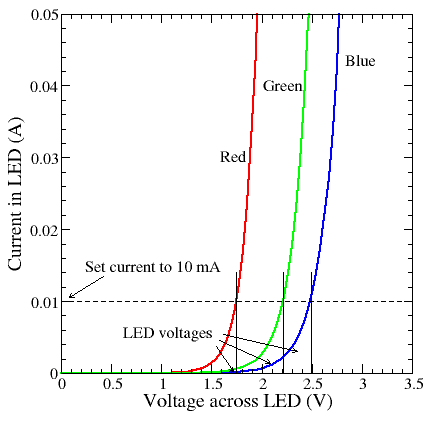 0.05
0.04
0.03
0.02
0.01
0
Current in LED (A)
Blue
Green
Red
Set current to 10 mA
LED voltages
0 0.5 1 1.5 2 2.5 3 3.5
Voltage across LED (V)